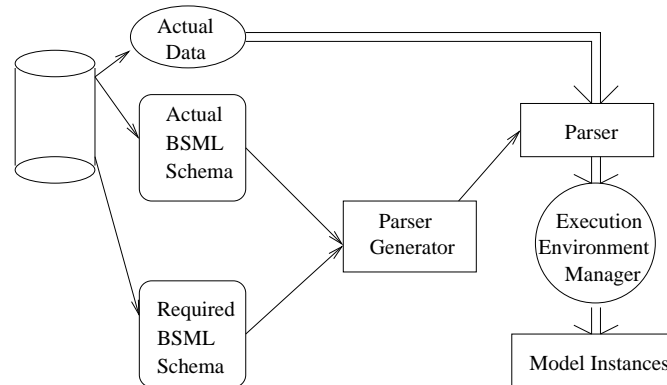 Actual
Data
Actual
BSML
Schema
Parser
Parser
Generator
Execution
Environment
Manager
Required
BSML
Schema
Model Instances